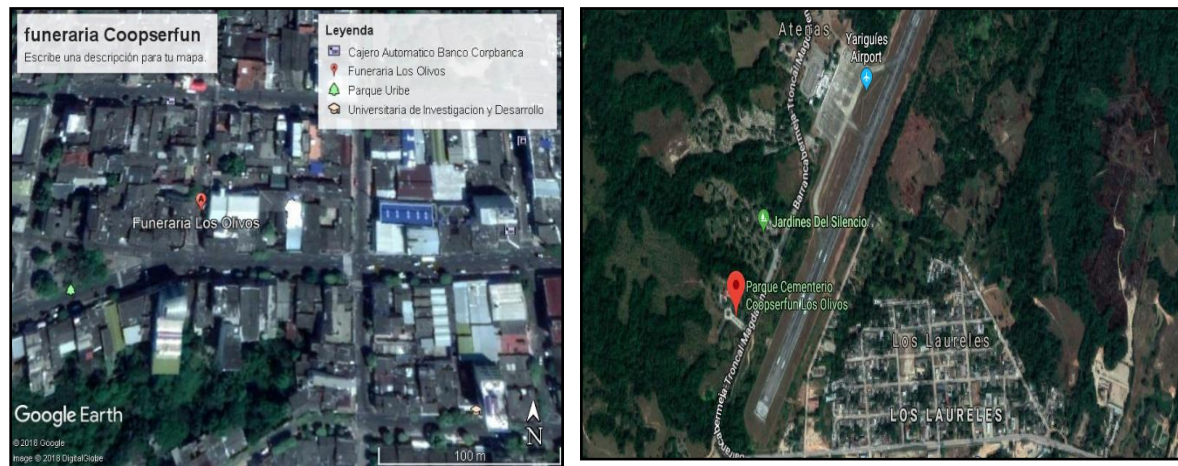 funeraria Coopserfun
Escribe una descripción para tu mapa.
Leyenda
Cajero Automatico Banco Corpbanca
Funeraria Los Olivos
Parque Uribe
Universitaria de Investigacion y Desarrollo
A
Funeraria Los Olivos
Google Earth
© 2018 Google
Image © 2018 DigitalGlobe
N
100 m
Atenas
Yariguíes
Airport
Jardines Del Silencio
Parque Cementerio
Coopserfun Los Olivos
Los Laureles
LOS LAURELES